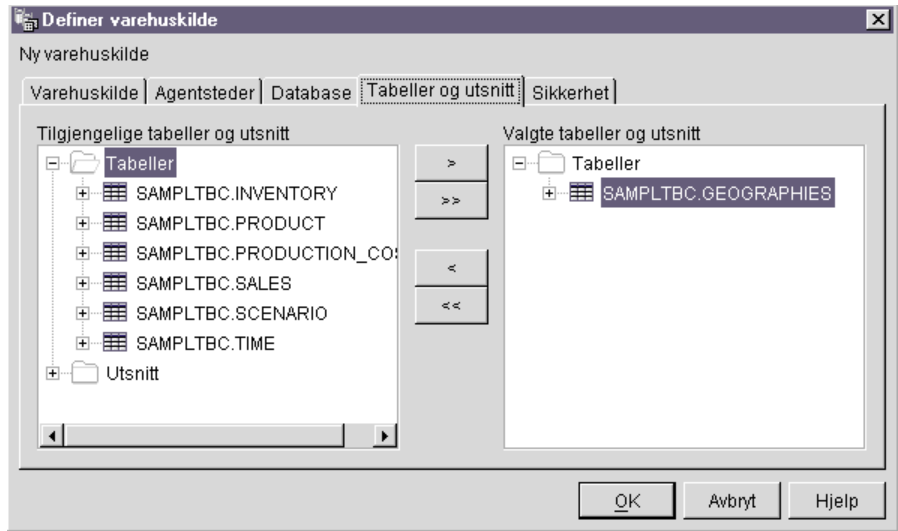 Definer varehuskilde
Ny varehuskilde
Varehuskilde Agentsteder Database Tabeller og utsnitt Sikkerhet
Tilgjengelige tabeller og utsnitt
Tabeller
SAMPLTBC.INVENTORY
SAMPLTBC.PRODUCT
SAMPLTBC.PRODUCTION_CO
SAMPLTBC.SALES
SAMPLTBC.SCENARIO
SAMPLTBC.TIME
Utsnitt
>
>>
<
<<
Valgte tabeller og utsnitt
Tabeller
SAMPLTBC.GEOGRAPHIES
OK Avbryt Hjelp